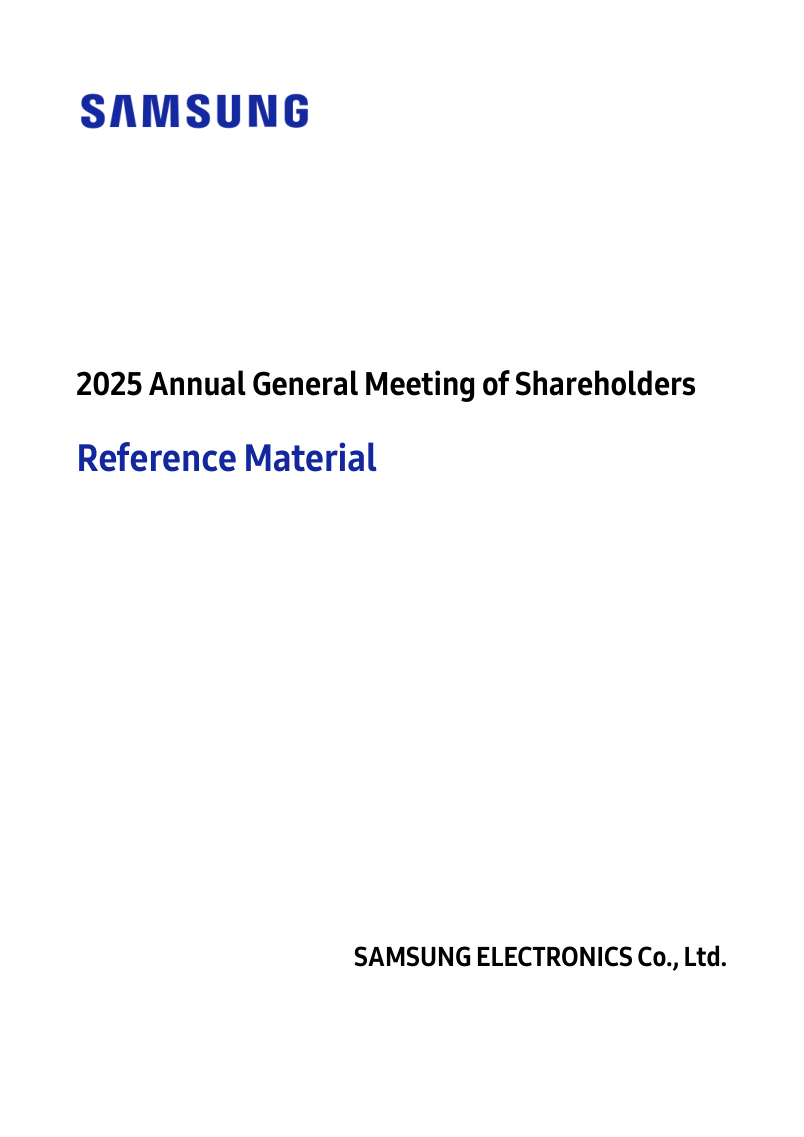 SAMSUNG
2025 Annual General Meeting of Shareholders
Reference Material
SAMSUNG ELECTRONICS Co., Ltd.